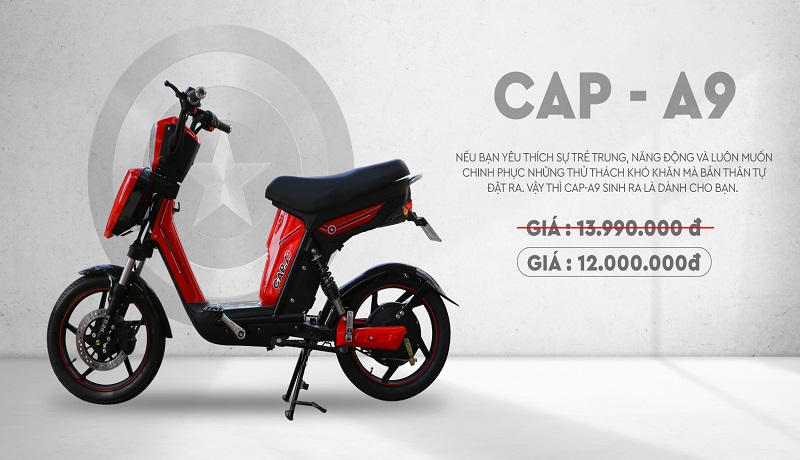 CAP - A9
NẾU BẠN YÊU THÍCH SỰ TRẺ TRUNG, NĂNG ĐỘNG VÀ LUÔN MUỐN
CHINH PHỤC NHỮNG THỬ THÁCH KHÓ KHĂN MÀ BẢN THÂN TỰ
ĐẶT RA. VẬY THÌ CAP-A9 SINH RA LÀ DÀNH CHO BẠN.
GIÁ : 13.990.000 đ
GIÁ : 12.000.000đ
CAP.A9